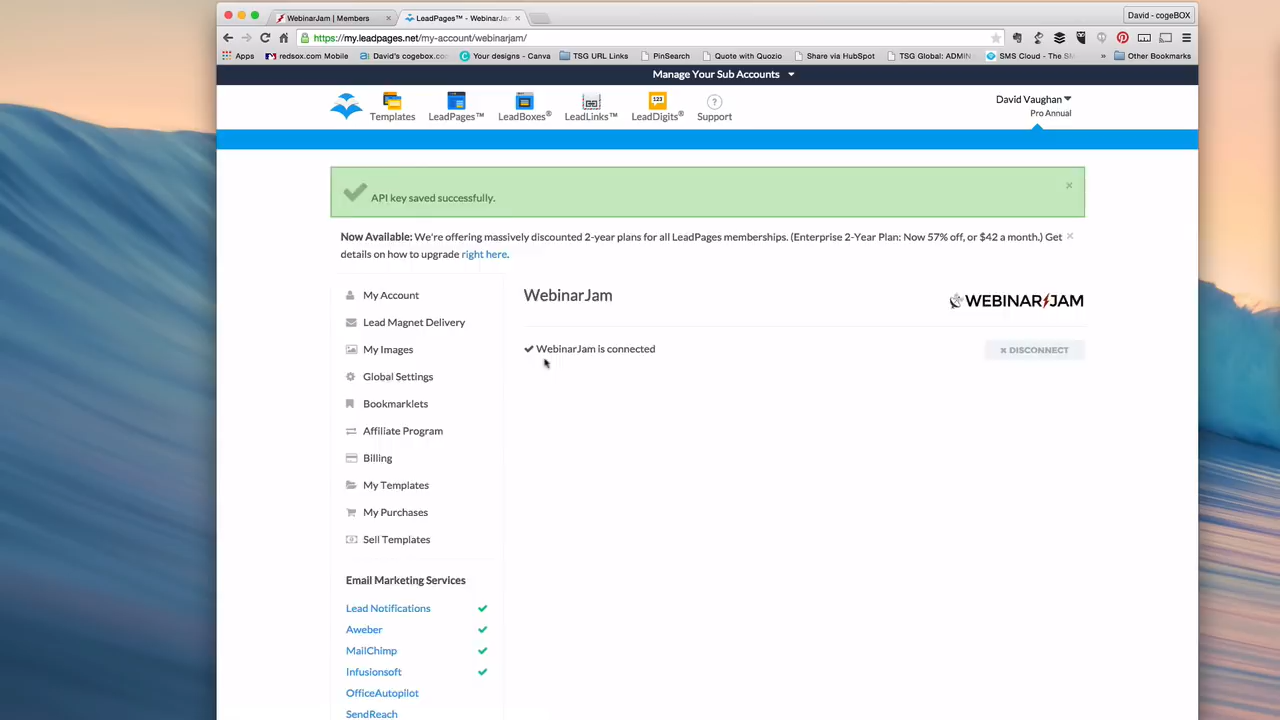 WebinarJam | Members
LeadPages™ - WebinarJam
David - cogeBOX
https://my.leadpages.net/my-account/webinarjam/
Apps
redsox.com Mobile
David's cogebox.co
Your designs - Canva
TSG URL Links
PinSearch
Quote with Quozio
Share via HubSpot
TSG Global: ADMIN
SMS Cloud - The SM
»
Other Bookmarks
Manage Your Sub Accounts
Templates
LeadPages™
LeadBoxes®
LeadLinks™
123
LeadDigits®
?
Support
David Vaughan
Pro Annual
API key saved successfully.
Now Available: We're offering massively discounted 2-year plans for all LeadPages memberships. (Enterprise 2-Year Plan: Now 57% off, or $42 a month.) Get
details on how to upgrade right here.
My Account
Lead Magnet Delivery
My Images
Global Settings
Bookmarklets
Affiliate Program
Billing
My Templates
My Purchases
Sell Templates
Email Marketing Services
Lead Notifications
Aweber
MailChimp
Infusionsoft
OfficeAutopilot
SendReach
WebinarJam
WEBINARJAM
WebinarJam is connected
DISCONNECT